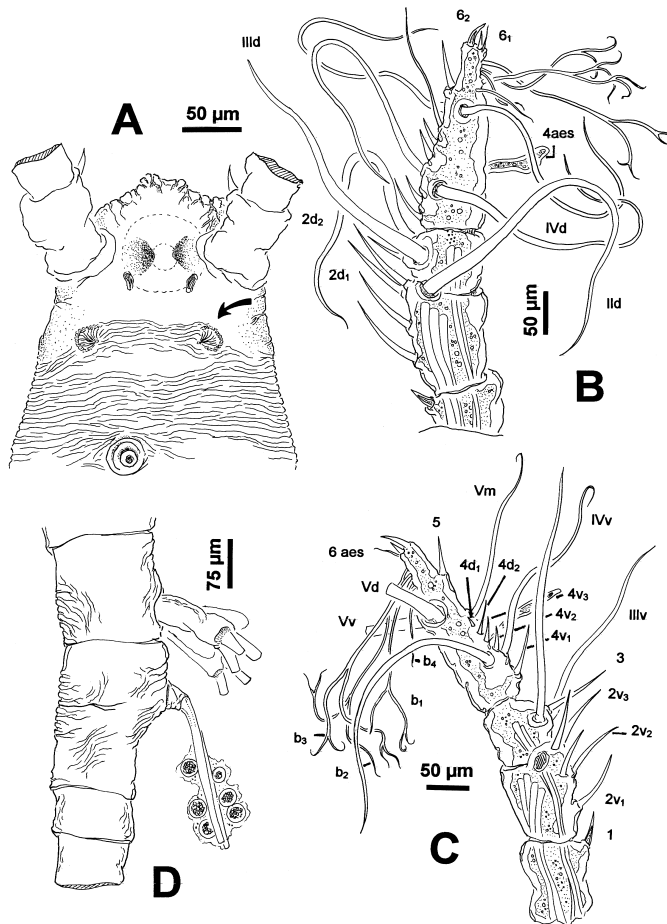 6₂
6₁
IIId
A
50 µm
4aes
2d₂
IVd
2d₁
IId
50 µm
B
Vm
IVv
5
4d₁
4d₂
6 aes
4v₃
4v₂
4v₁
Vd
IIIv
Vv
75 µm
b₄
3
2v₃
b₁
2v₂
b₃
b₂
50 µm
2v₁
1
D
C